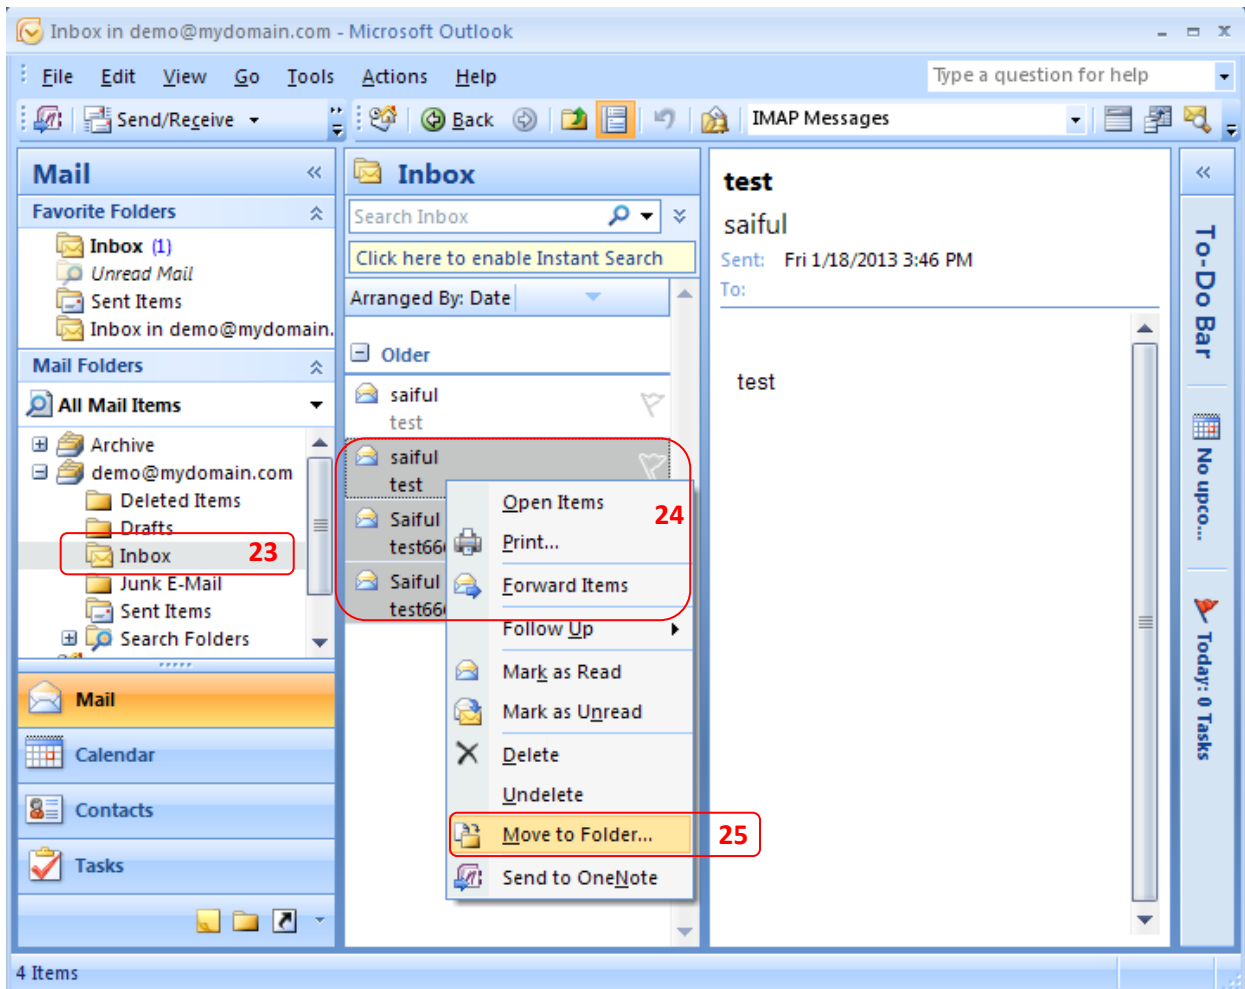 Inbox in demo@mydomain.com - Microsoft Outlook
File Edit View Go Tools Actions Help
Type a question for help
Send/Receive
Back
IMAP Messages
Mail
Favorite Folders
Inbox (1)
Unread Mail
Sent Items
Inbox in demo@mydomain.
Mail Folders
All Mail Items
Archive
demo@mydomain.com
Deleted Items
Drafts
Inbox 23
Junk E-Mail
Sent Items
Search Folders
Mail
Calendar
Contacts
Tasks
Inbox
Search Inbox
Click here to enable Instant Search
Arranged By: Date
Older
saiful
test
saiful
test
Saiful
test66
Saiful
test66
24
Open Items
Print...
Forward Items
Follow Up
Mark as Read
Mark as Unread
Delete
Undelete
Move to Folder... 25
Send to OneNote
test
saiful
Sent: Fri 1/18/2013 3:46 PM
To:
test
To-Do Bar
No upco...
Today: 0 Tasks
4 Items